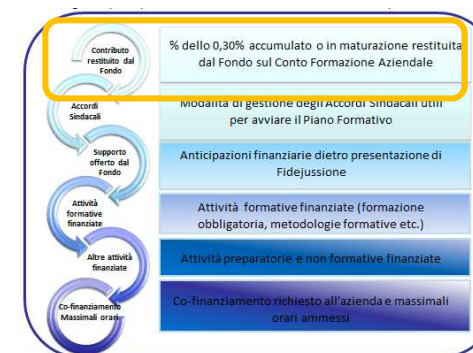 Contributo
restituito dal
Fondo
% dello 0,30% accumulato o in maturazione restituita
dal Fondo sul Conto Formazione Aziendale
Accordi
Sindacali
Modalità di gestione degli Accordi Sindacali utili
per avviare il Piano Formativo
Supporto
offerto dal
Fondo
Anticipazioni finanziarie dietro presentazione di
Fidejussione
Attività
formative
finanziate
Attività formative finanziate (formazione
obbligatoria, metodologie formative etc.)
Altre attività
finanziate
Attività preparatorie e non formative finanziate
Co-finanziamento
Massimali orari
Co-finanziamento richiesto all'azienda e massimali
orari ammessi